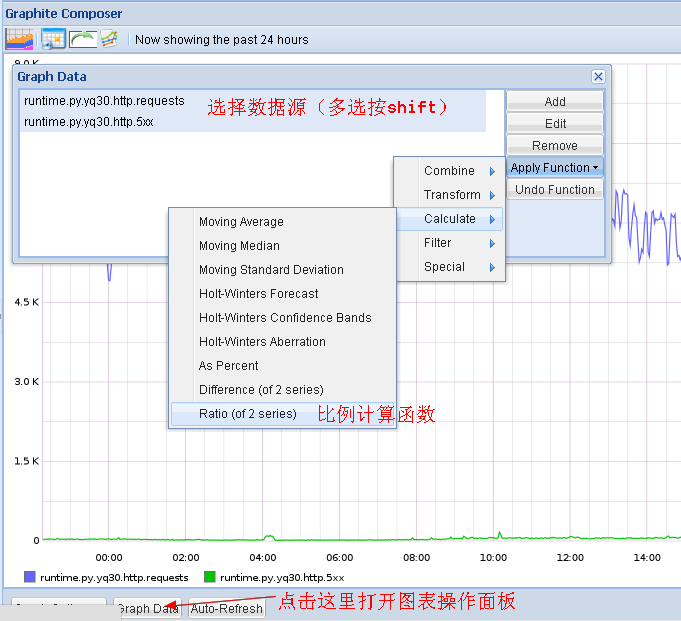 Graphite Composer
Now showing the past 24 hours
Graph Data
runtime.py.yq30.http.requests
runtime.py.yq30.http.5xx
选择数据源（多选按shift）
Add
Edit
Remove
Apply Function
Undo Function
Combine
Transform
Calculate
Filter
Special
Moving Average
Moving Median
Moving Standard Deviation
Holt-Winters Forecast
Holt-Winters Confidence Bands
Holt-Winters Aberration
As Percent
Difference (of 2 series)
Ratio (of 2 series) 比例计算函数
4.5 K
3.0 K
1.5 K
0
00:00 02:00 04:00 06:00 08:00 10:00 12:00 14:00
runtime.py.yq30.http.requests runtime.py.yq30.http.5xx
Graph Data Auto-Refresh 点击这里打开图表操作面板